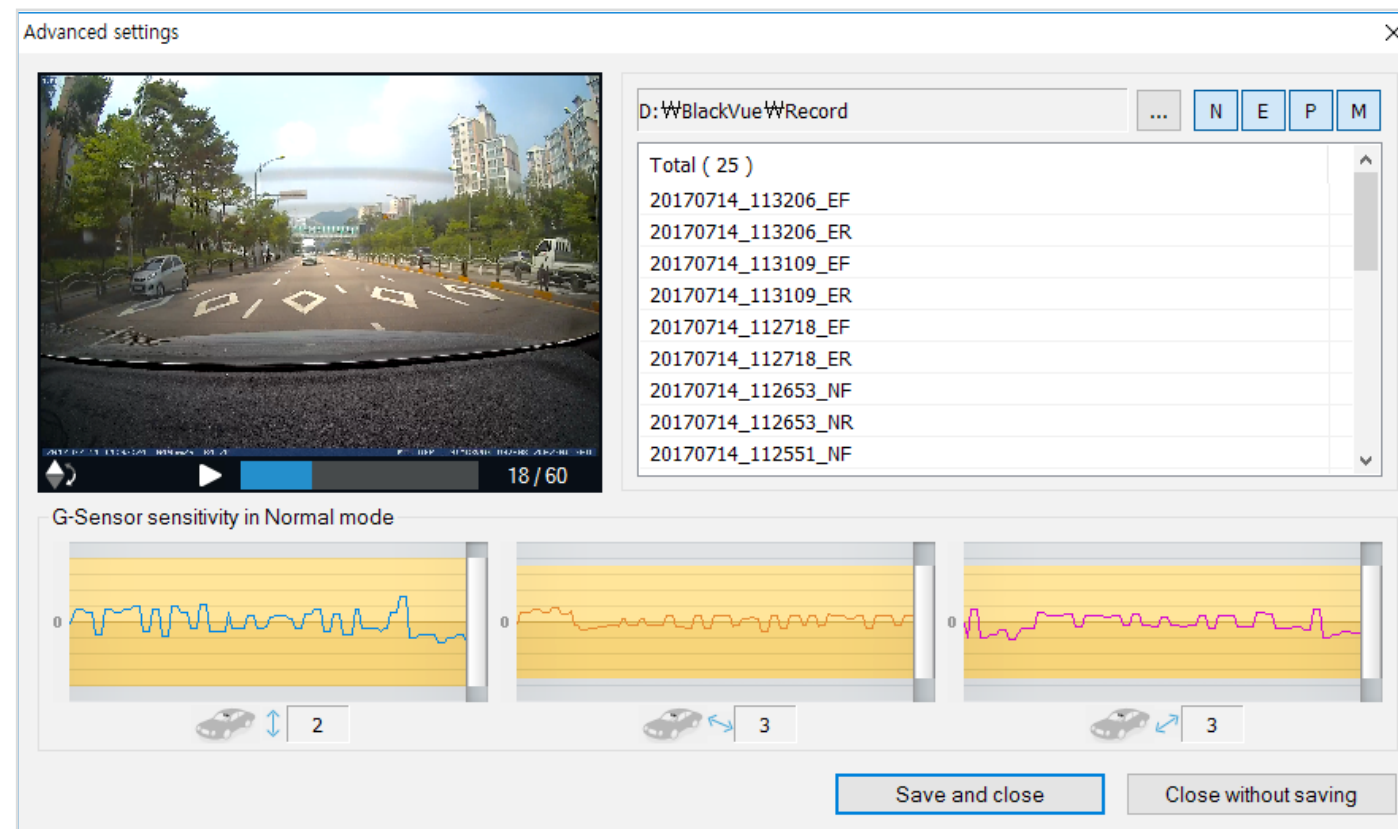 Advanced settings
D:₩BlackVue₩Record
...
N E P M
Total ( 25 )
20170714_113206_EF
20170714_113206_ER
20170714_113109_EF
20170714_113109_ER
20170714_112718_EF
20170714_112718_ER
20170714_112653_NF
20170714_112653_NR
20170714_112551_NF
18 / 60
G-Sensor sensitivity in Normal mode
0 0 0
2 3 3
Save and close
Close without saving